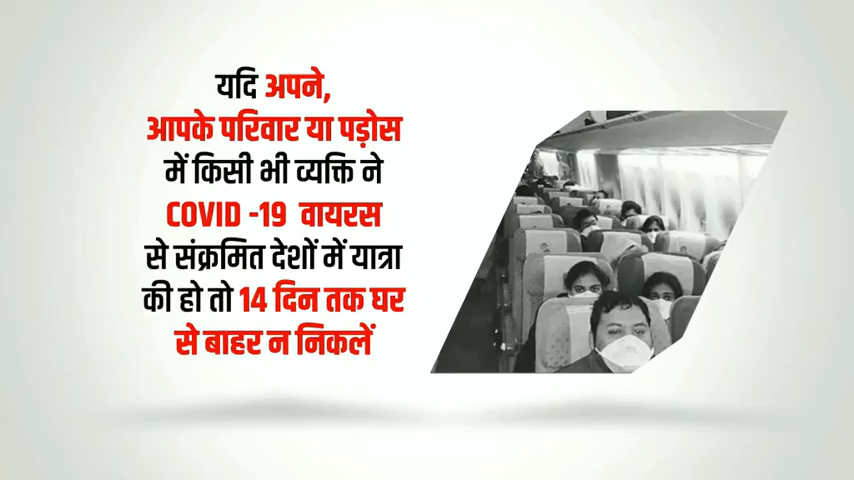 यदि अपने,
आपके परिवार या पड़ोस
में किसी भी व्यक्ति ने
COVID -19 वायरस
से संक्रमित देशों में यात्रा
की हो तो 14 दिन तक घर
से बाहर न निकलें